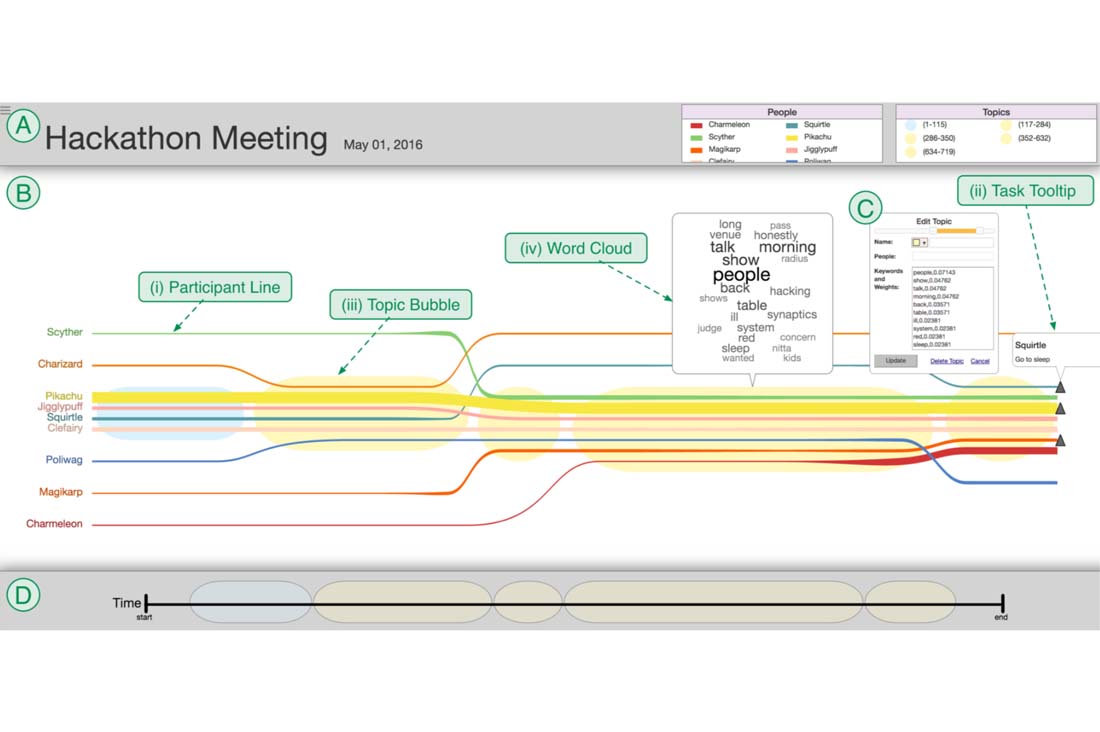 A
Hackathon Meeting May 01, 2016
People
Charmeleon Squirtle
Scyther Pikachu
Magikarp Jigglypuff
Clefairy Poliwag
Topics
(1-115) (117-284)
(286-350) (352-632)
(634-719)
B
(i) Participant Line
(iii) Topic Bubble
(iv) Word Cloud
C
(ii) Task Tooltip
long pass
venue honestly
talk morning
show radius
people
back hacking
shows
table
ill synaptics
judge system
red concern
sleep nitta
wanted kids
Edit Topic
Name:
People:
Keywords and Weights:
people,0.07143
show,0.04762
talk,0.04762
morning,0.04762
back,0.03571
table,0.03571
ill,0.02381
system,0.02381
red,0.02381
sleep,0.02381
Update Delete Topic Cancel
Squirtle
Go to sleep
Scyther
Charizard
Pikachu
Jigglypuff
Squirtle
Clefairy
Poliwag
Magikarp
Charmeleon
D
Time
start
end